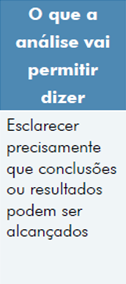 O que a
análise vai
permitir
dizer
Esclarecer
precisamente
que conclusões
ou resultados
podem ser
alcançados